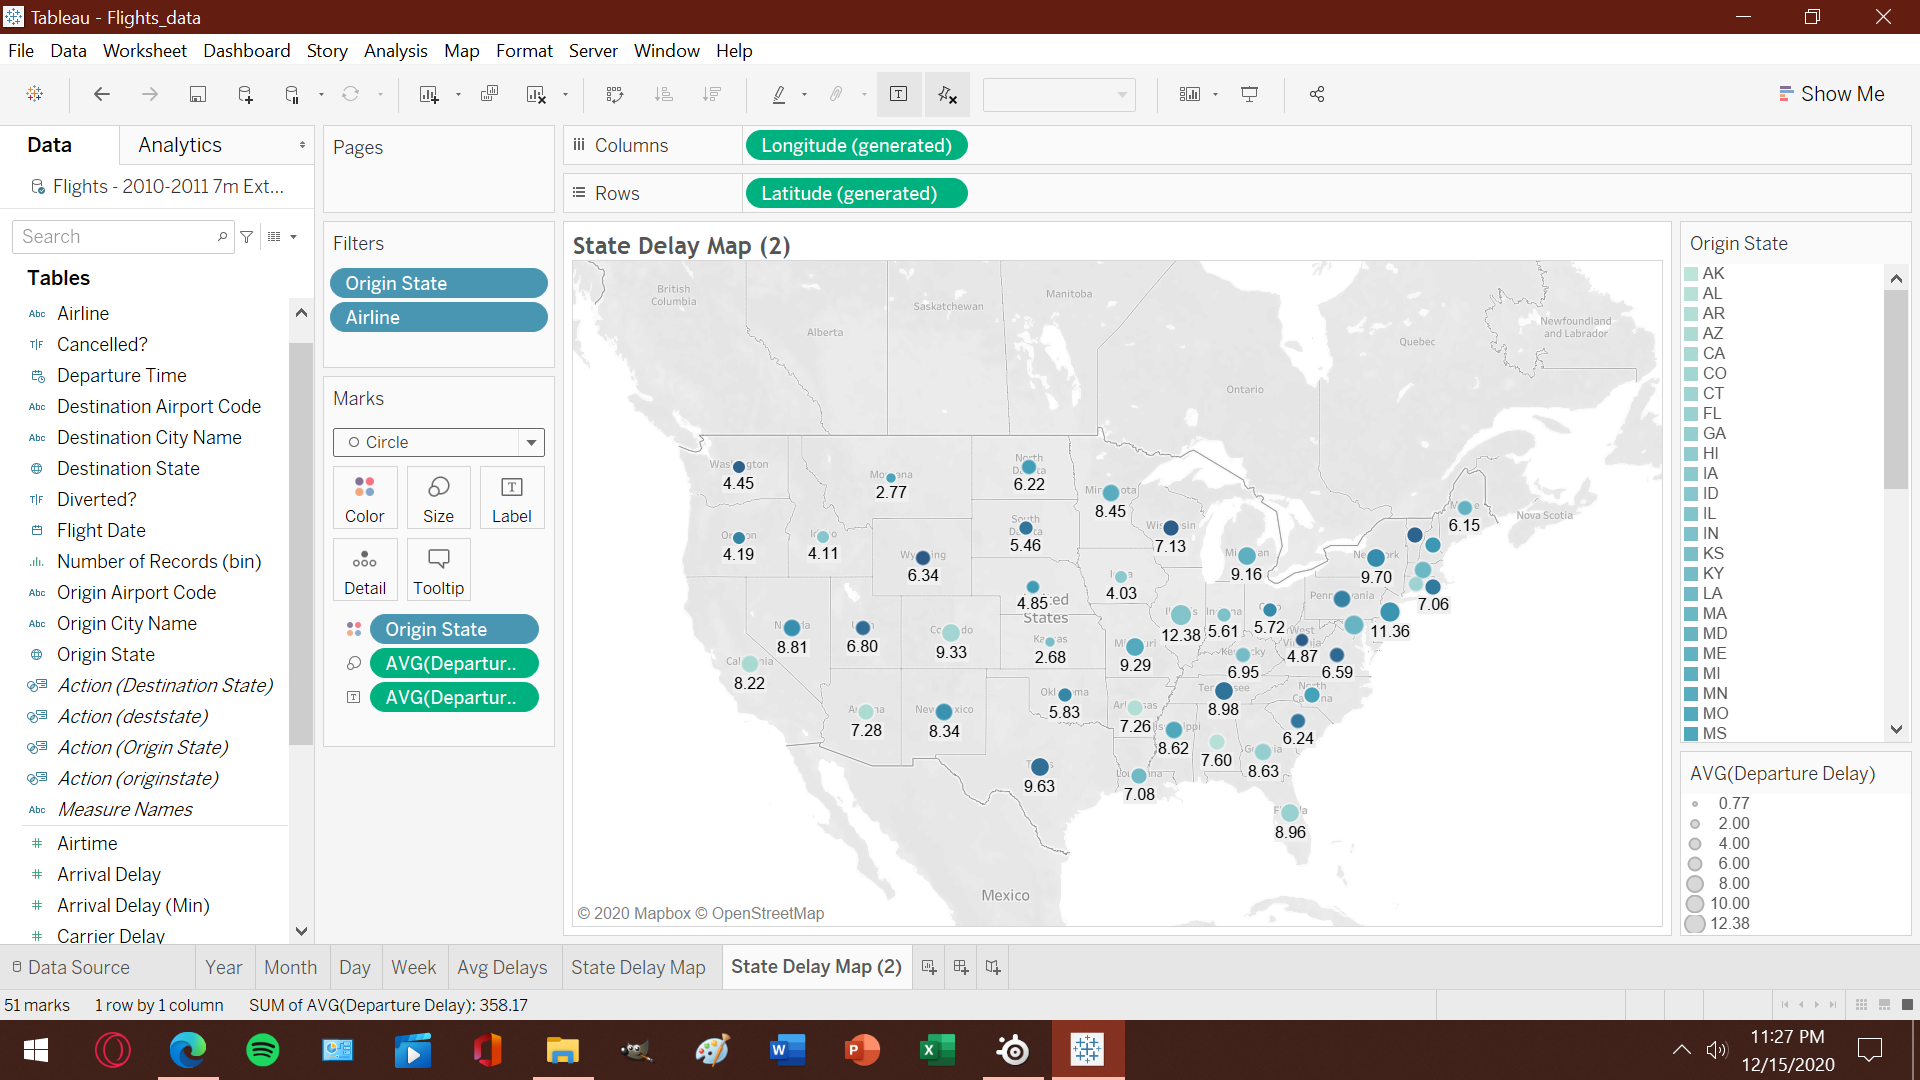 Tableau - Flights_data
File Data Worksheet Dashboard Story Analysis Map Format Server Window Help
Show Me
Data Analytics
Flights - 2010-2011 7m Ext...
Search
Tables
Abc Airline
T|F Cancelled?
Departure Time
Abc Destination Airport Code
Abc Destination City Name
Destination State
T|F Diverted?
Flight Date
Number of Records (bin)
Abc Origin Airport Code
Abc Origin City Name
Origin State
Action (Destination State)
Action (deststate)
Action (Origin State)
Action (originstate)
Abc Measure Names
# Airtime
# Arrival Delay
# Arrival Delay (Min)
# Carrier Delay
Pages
Filters
Origin State
Airline
Marks
Circle
Color Size Label
Detail Tooltip
Origin State
AVG(Departur..
AVG(Departur..
Columns Longitude (generated)
Rows Latitude (generated)
State Delay Map (2)
British
Columbia
Alberta
Saskatchewan
Manitoba
Ontario
Quebec
Newfoundland
and Labrador
Nova Scotia
4.45
2.77
North
6.22
8.45
6.15
4.19
4.11
6.34
South
5.46
7.13
9.16
9.70
4.85
United
States
4.03
7.06
8.81
6.80
9.33
Kansas
2.68
9.29
12.38
5.61
5.72
West
4.87
11.36
8.22
Kentucky
6.95
6.59
7.28
8.34
5.83
7.26
8.98
North
6.24
8.62
7.60
8.63
9.63
7.08
8.96
Mexico
© 2020 Mapbox © OpenStreetMap
Origin State
AK
AL
AR
AZ
CA
CO
CT
FL
GA
HI
IA
ID
IL
IN
KS
KY
LA
MA
MD
ME
MI
MN
MO
MS
AVG(Departure Delay)
0.77
2.00
4.00
6.00
8.00
10.00
12.38
Data Source Year Month Day Week Avg Delays State Delay Map State Delay Map (2)
51 marks 1 row by 1 column SUM of AVG(Departure Delay): 358.17
11:27 PM
12/15/2020